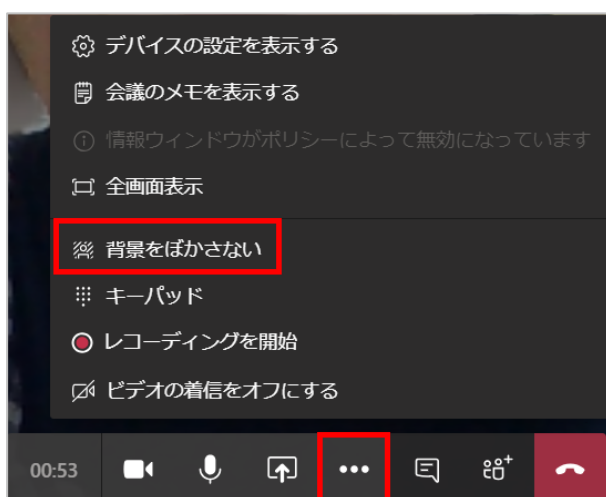 デバイスの設定を表示する
会議のメモを表示する
情報ウィンドウがポリシーによって無効になっています
全画面表示
背景をぼかさない
キーパッド
レコーディングを開始
ビデオの着信をオフにする
00:53